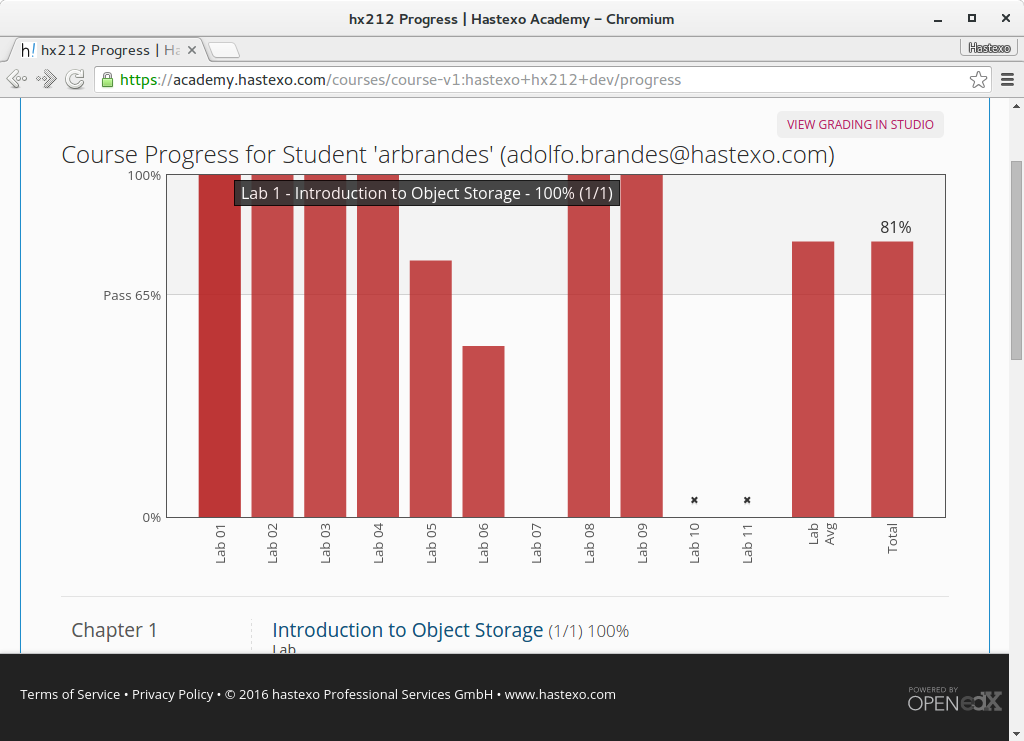 hx212 Progress | Hastexo Academy – Chromium
h! hx212 Progress | Ha
Hastexo
https://academy.hastexo.com/courses/course-v1:hastexo+hx212+dev/progress
VIEW GRADING IN STUDIO
Course Progress for Student 'arbrandes' (adolfo.brandes@hastexo.com)
100%
Lab 1 - Introduction to Object Storage - 100% (1/1)
81%
Pass 65%
0%
Lab 01
Lab 02
Lab 03
Lab 04
Lab 05
Lab 06
Lab 07
Lab 08
Lab 09
Lab 10
Lab 11
Lab
Avg
Total
Chapter 1
Introduction to Object Storage (1/1) 100%
Lab
Terms of Service • Privacy Policy • © 2016 hastexo Professional Services GmbH • www.hastexo.com
POWERED BY
OPEN edX